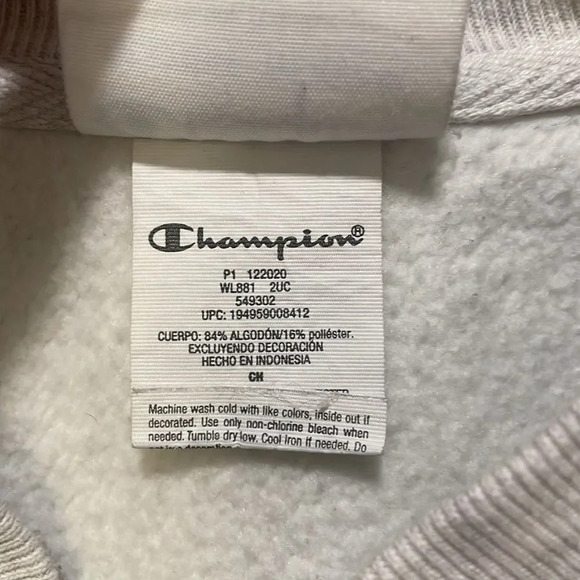 Champion®
P1 122020
WL881 2UC
549302
UPC: 194959008412
CUERPO: 84% ALGODÓN/16% poliéster.
EXCLUYENDO DECORACIÓN
HECHO EN INDONESIA
CH
Machine wash cold with like colors, inside out if
decorated. Use only non-chlorine bleach when
needed. Tumble dry low. Cool iron if needed. Do